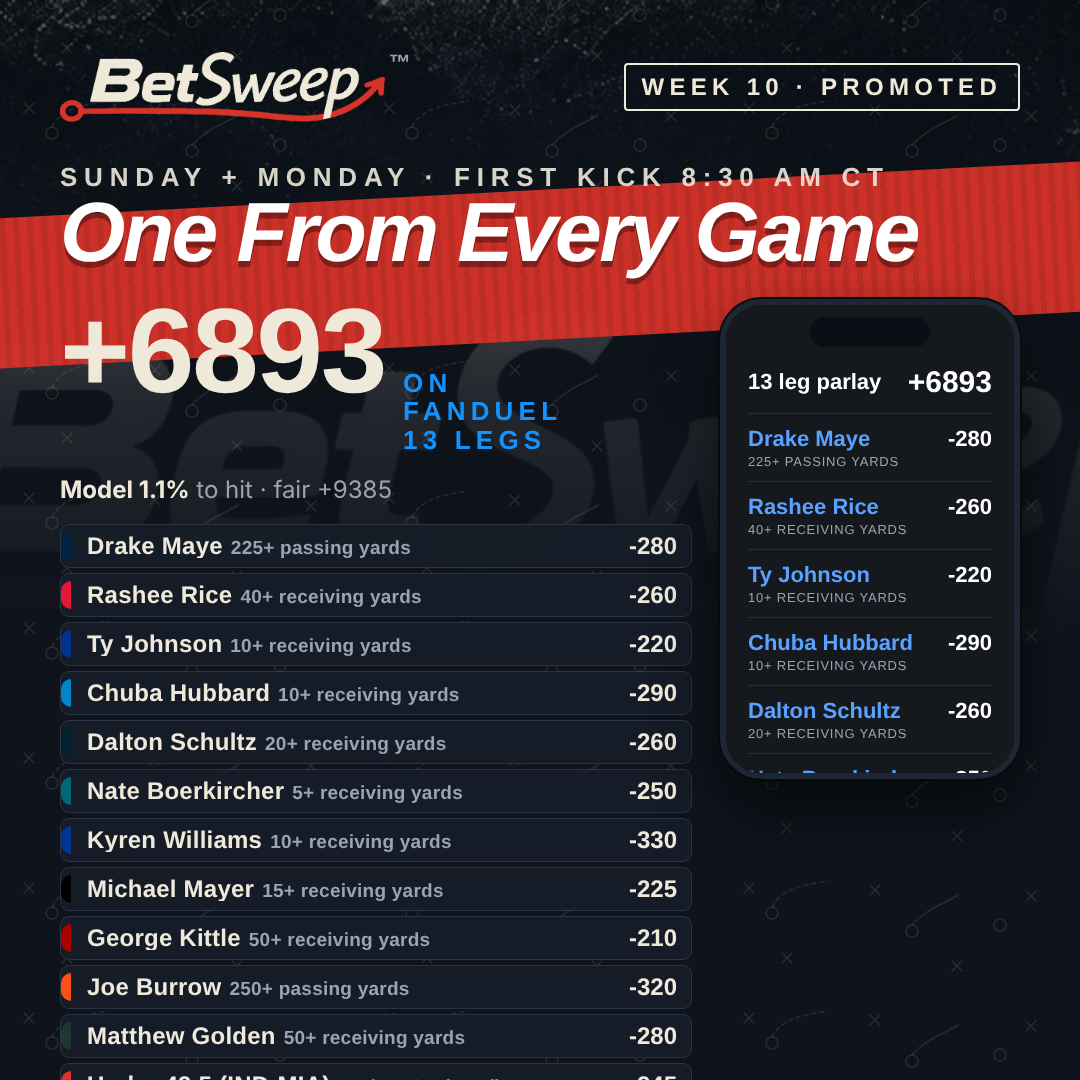 BetSweep™
WEEK 10 · PROMOTED
SUNDAY + MONDAY · FIRST KICK 8:30 AM CT
One From Every Game
+6893
ON
FANDUEL
13 LEGS
Model 1.1% to hit · fair +9385
Drake Maye 225+ passing yards -280
Rashee Rice 40+ receiving yards -260
Ty Johnson 10+ receiving yards -220
Chuba Hubbard 10+ receiving yards -290
Dalton Schultz 20+ receiving yards -260
Nate Boerkircher 5+ receiving yards -250
Kyren Williams 10+ receiving yards -330
Michael Mayer 15+ receiving yards -225
George Kittle 50+ receiving yards -210
Joe Burrow 250+ passing yards -320
Matthew Golden 50+ receiving yards -280
13 leg parlay +6893
Drake Maye -280
225+ PASSING YARDS
Rashee Rice -260
40+ RECEIVING YARDS
Ty Johnson -220
10+ RECEIVING YARDS
Chuba Hubbard -290
10+ RECEIVING YARDS
Dalton Schultz -260
20+ RECEIVING YARDS